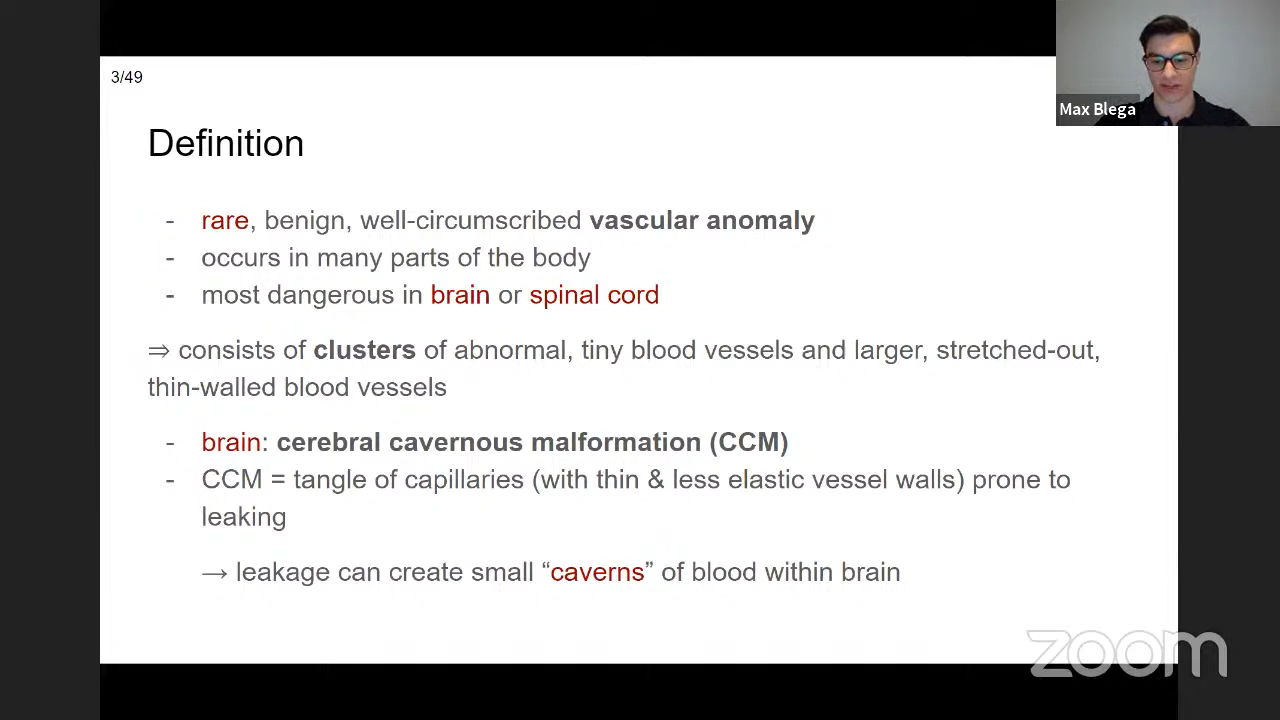 3/49
Max Blega
Definition
- rare, benign, well-circumscribed vascular anomaly
- occurs in many parts of the body
- most dangerous in brain or spinal cord
⇒ consists of clusters of abnormal, tiny blood vessels and larger, stretched-out,
thin-walled blood vessels
- brain: cerebral cavernous malformation (CCM)
- CCM = tangle of capillaries (with thin & less elastic vessel walls) prone to
leaking
→ leakage can create small “caverns” of blood within brain
zoom